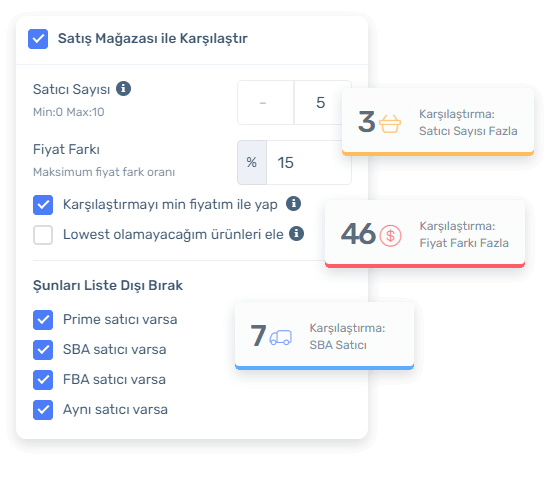 Satış Mağazası ile Karşılaştır
Satıcı Sayısı
Min:0 Max:10
- 5
3 Karşılaştırma:
Satıcı Sayısı Fazla
Fiyat Farkı
Maksimum fiyat fark oranı
% 15
Karşılaştırmayı min fiyatım ile yap
Lowest olamayacağım ürünleri ele
46 Karşılaştırma:
Fiyat Farkı Fazla
Şunları Liste Dışı Bırak
Prime satıcı varsa
SBA satıcı varsa
FBA satıcı varsa
Aynı satıcı varsa
7 Karşılaştırma:
SBA Satıcı